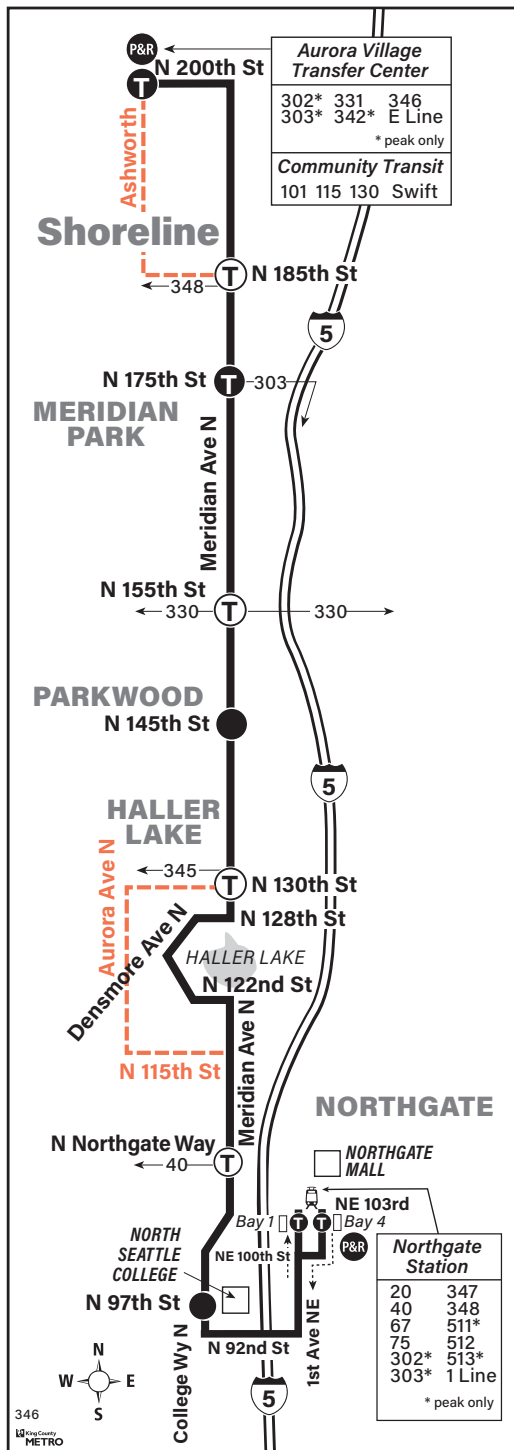 P&R
N 200th St
T
Aurora Village
Transfer Center
302* 331 346
303* 342* E Line
* peak only
Community Transit
101 115 130 Swift
Ashworth
Shoreline
T
N 185th St
348
5
N 175th St
T
303
MERIDIAN
PARK
Meridian Ave N
N 155th St
330
T
330
PARKWOOD
N 145th St
5
HALLER
LAKE
345
T
N 130th St
Aurora Ave N
N 128th St
Densmore Ave N
HALLER LAKE
N 122nd St
N 115th St
Meridian Ave N
NORTHGATE
N Northgate Way
40
T
NORTHGATE
MALL
NE 103rd
Bay 1
T
T
Bay 4
P&R
NE 100th St
NORTH
SEATTLE
COLLEGE
Northgate
Station
20 347
40 348
67 511*
75 512
302* 513*
303* 1 Line
* peak only
N 97th St
N 92nd St
1st Ave NE
College Wy N
5
N
W E
S
346
King County
METRO